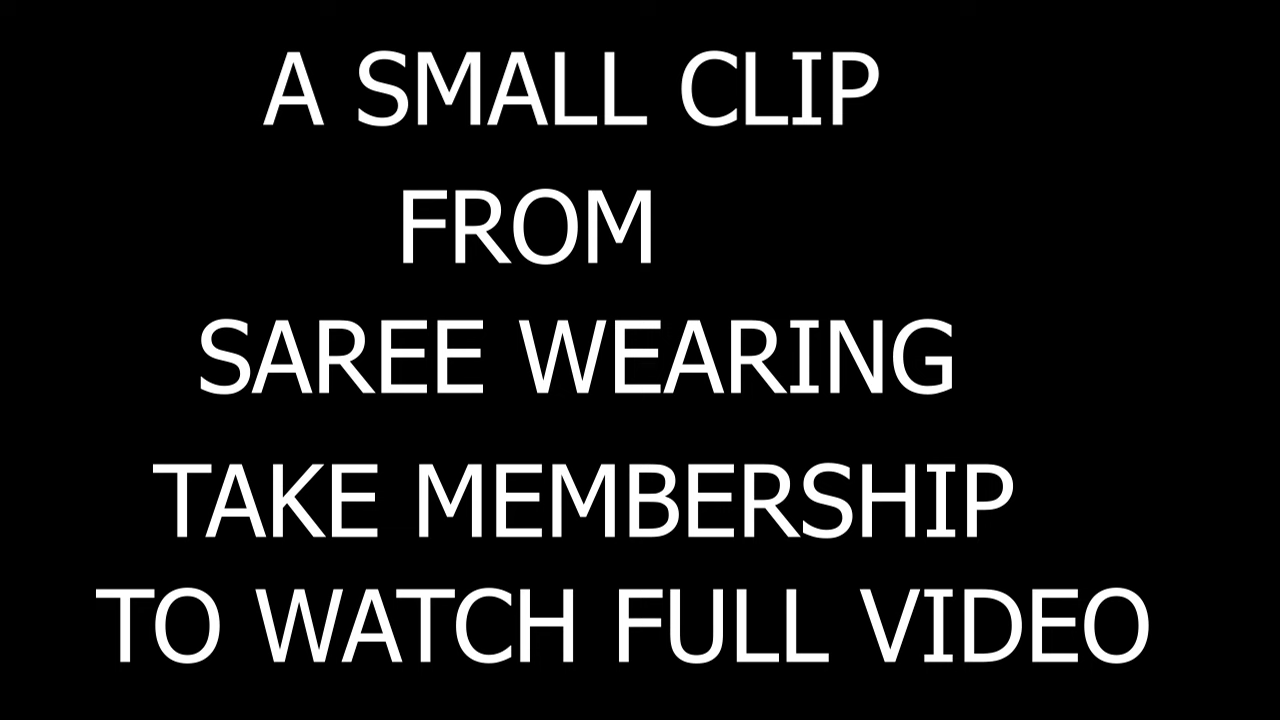 A SMALL CLIP
FROM
SAREE WEARING
TAKE MEMBERSHIP
TO WATCH FULL VIDEO